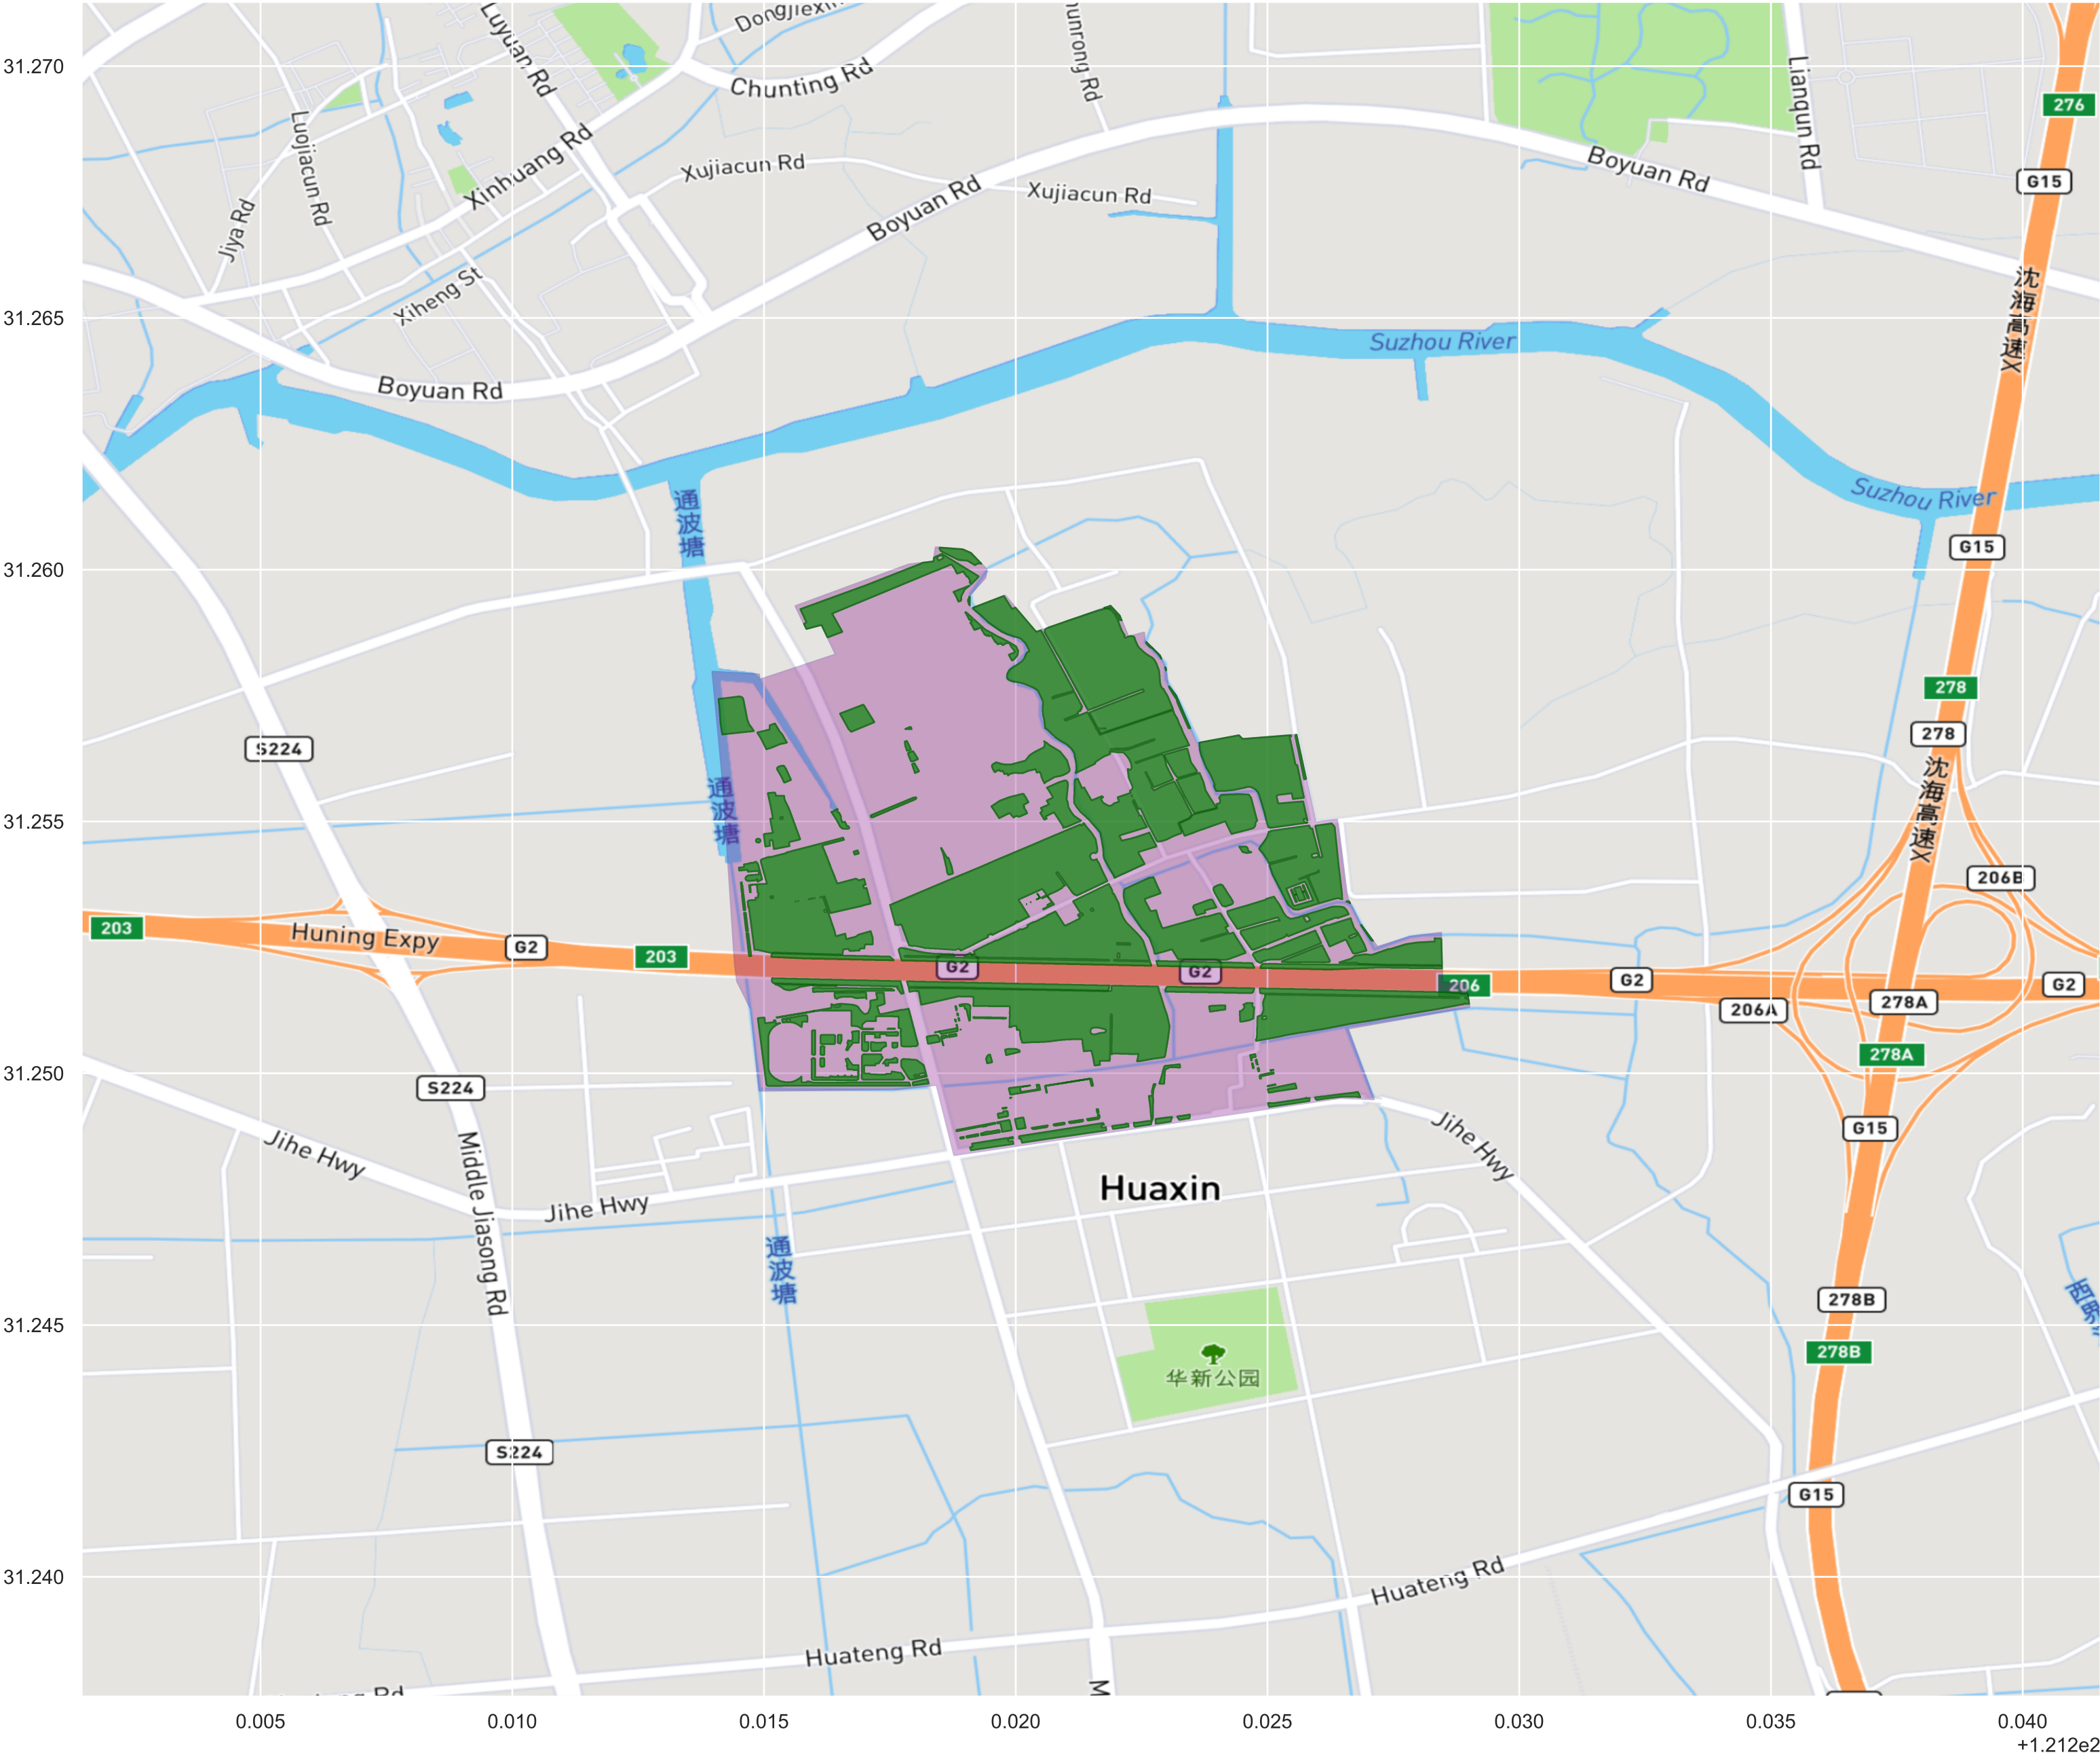 Luyuan Rd
Chunting Rd
31.270
276
Luojiacun Rd
Lianqun Rd
Xinhuang Rd
Xujiacun Rd
Boyuan Rd
G15
Jiya Rd
Boyuan Rd
Xujiacun Rd
沈海高速
Xiheng St
31.265
Suzhou River
Boyuan Rd
通波塘
Suzhou River
G15
31.260
278
278
S224
沈海高速
通波塘
31.255
206B
203
Huning Expy
G2
203
G2
G2
206
G2
G2
206A
278A
278A
31.250
S224
G15
Jihe Hwy
Jihe Hwy
Middle Jiasong Rd
Huaxin
Jihe Hwy
通波塘
278B
31.245
278B
华新公园
S224
G15
31.240
Huateng Rd
Huateng Rd
0.005
0.010
0.015
0.020
0.025
0.030
0.035
0.040
+1.212e2